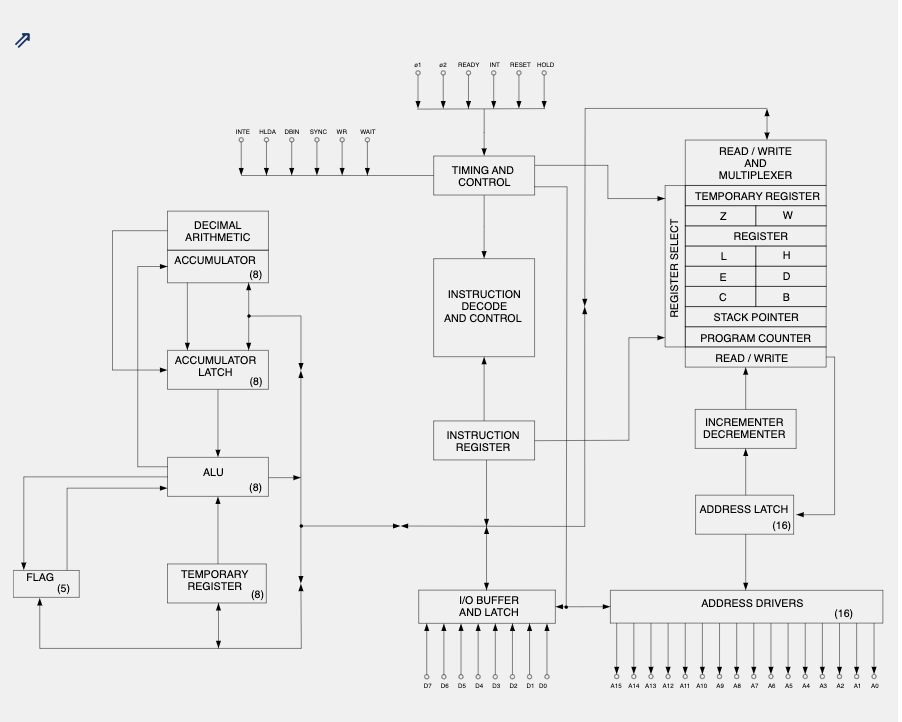 ø1 ø2 READY INT RESET HOLD
INTE HLDA DBIN SYNC WR WAIT
TIMING AND
CONTROL
READ / WRITE
AND
MULTIPLEXER
TEMPORARY REGISTER
Z W
REGISTER
L H
E D
C B
STACK POINTER
PROGRAM COUNTER
READ / WRITE
REGISTER SELECT
DECIMAL
ARITHMETIC
ACCUMULATOR
(8)
INSTRUCTION
DECODE
AND CONTROL
ACCUMULATOR
LATCH
(8)
INCREMENTER
DECREMENTER
INSTRUCTION
REGISTER
ALU
(8)
ADDRESS LATCH
(16)
FLAG
(5)
TEMPORARY
REGISTER
(8)
I/O BUFFER
AND LATCH
ADDRESS DRIVERS
(16)
D7 D6 D5 D4 D3 D2 D1 D0
A15 A14 A13 A12 A11 A10 A9 A8 A7 A6 A5 A4 A3 A2 A1 A0